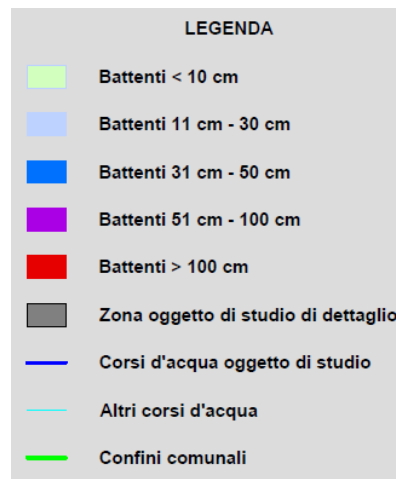 LEGENDA
Battenti < 10 cm
Battenti 11 cm - 30 cm
Battenti 31 cm - 50 cm
Battenti 51 cm - 100 cm
Battenti > 100 cm
Zona oggetto di studio di dettaglio
Corsi d'acqua oggetto di studio
Altri corsi d'acqua
Confini comunali